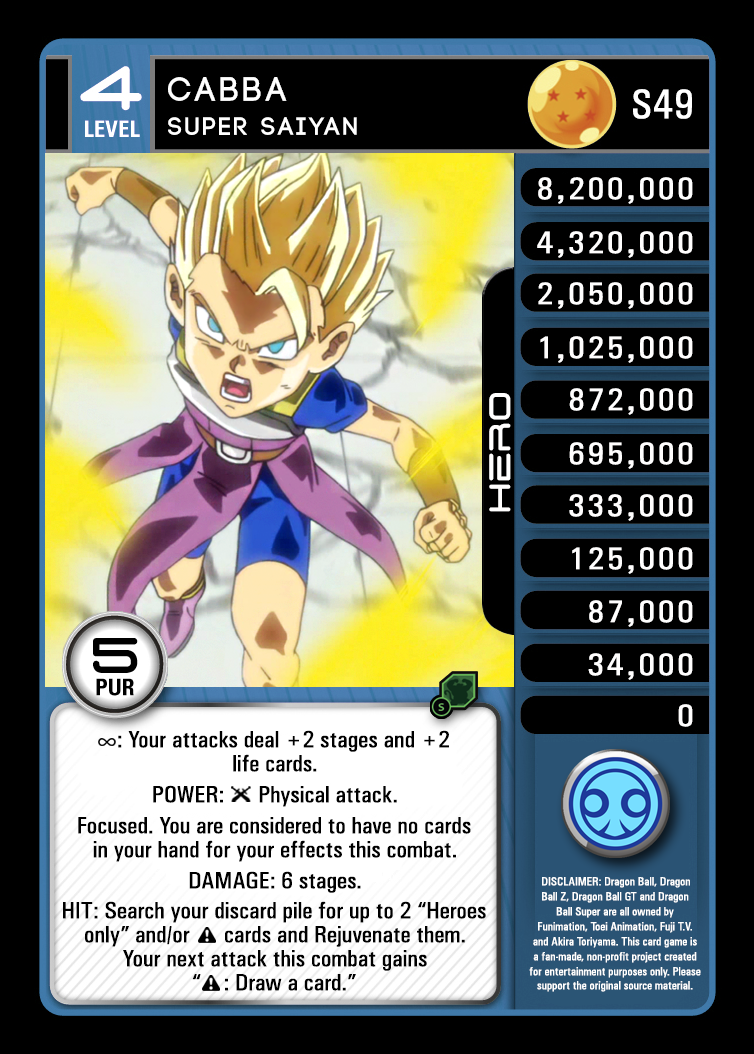 4
LEVEL
CABBA
SUPER SAIYAN
S49
8,200,000
4,320,000
2,050,000
1,025,000
872,000
695,000
333,000
125,000
87,000
34,000
0
HERO
5
PUR
S
∞: Your attacks deal +2 stages and +2
life cards.
POWER: Physical attack.
Focused. You are considered to have no cards
in your hand for your effects this combat.
DAMAGE: 6 stages.
HIT: Search your discard pile for up to 2 “Heroes
only” and/or ⚠ cards and Rejuvenate them.
Your next attack this combat gains
“⚠: Draw a card.”
DISCLAIMER: Dragon Ball, Dragon
Ball Z, Dragon Ball GT and Dragon
Ball Super are all owned by
Funimation, Toei Animation, Fuji T.V.
and Akira Toriyama. This card game is
a fan-made, non-profit project created
for entertainment purposes only. Please
support the original source material.